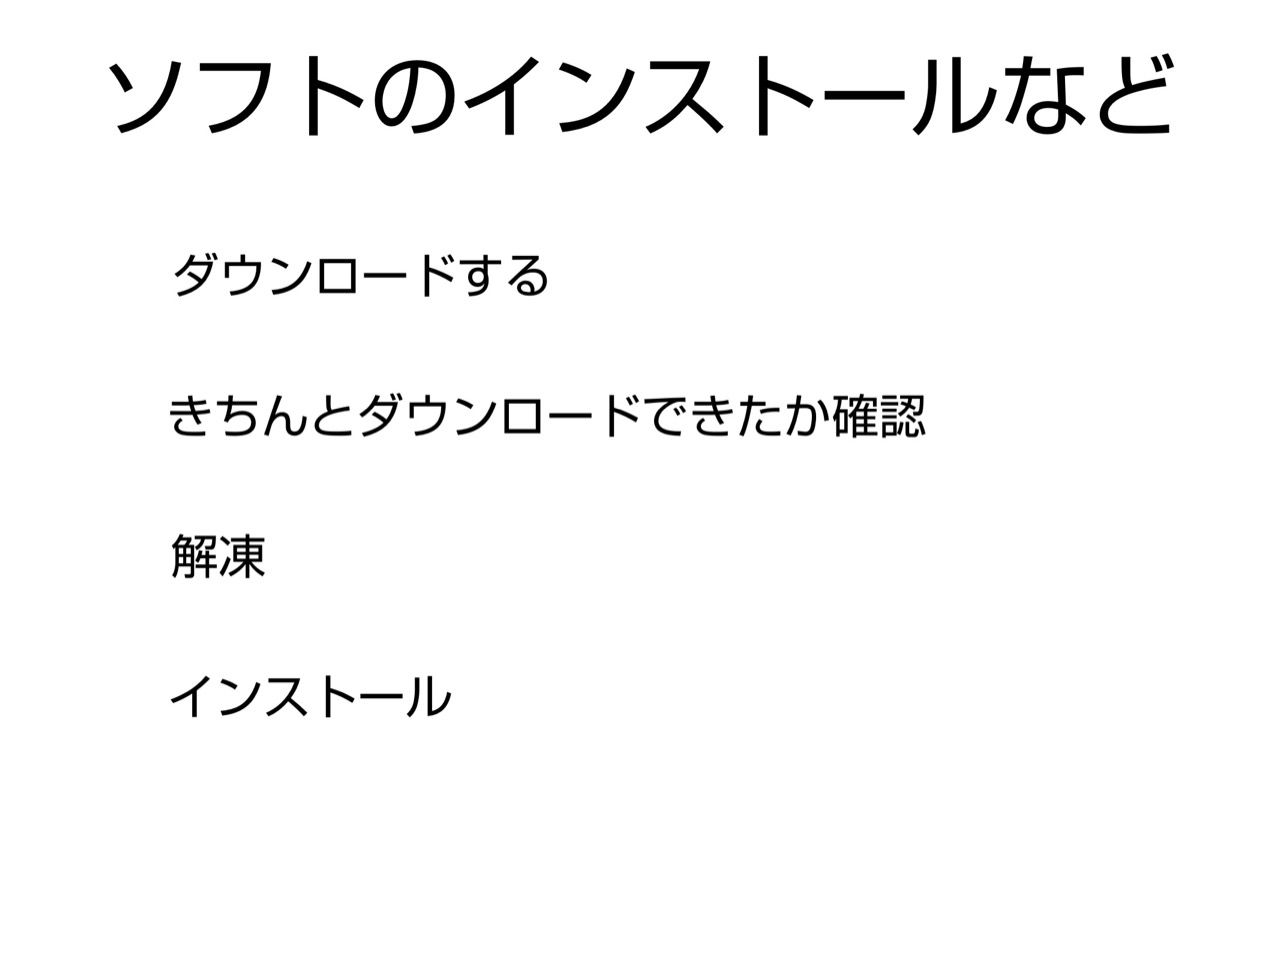 ソフトのインストールなど
ダウンロードする
きちんとダウンロードできたか確認
解凍
インストール